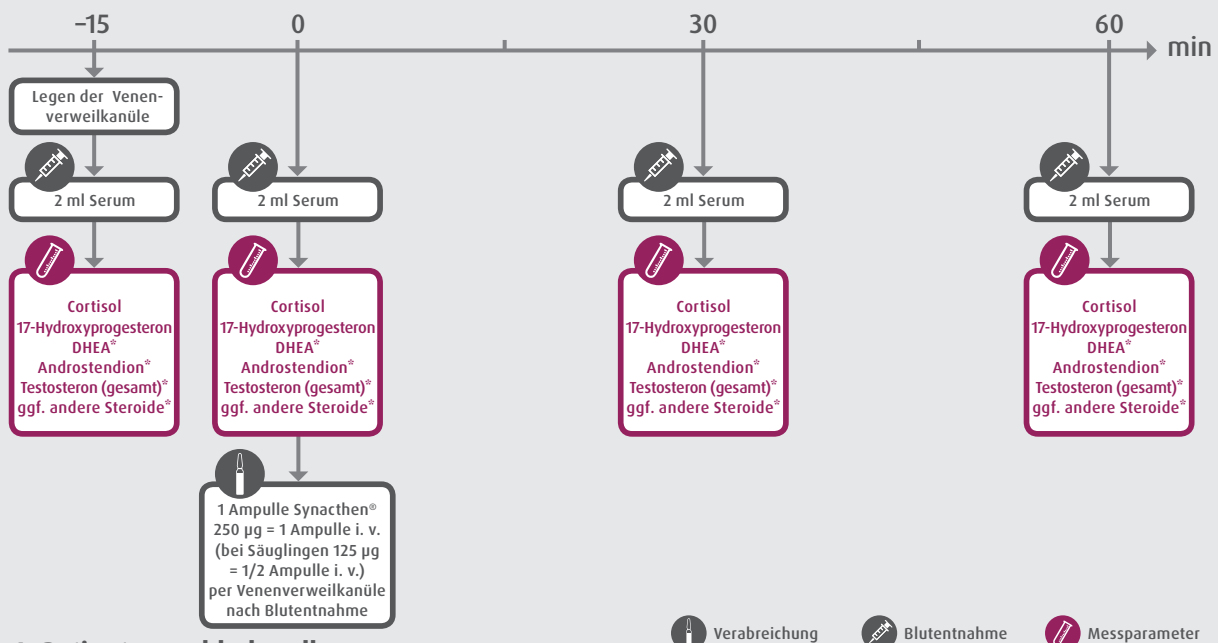 –15
0
30
60
min
Legen der Venen-
verweilkanüle
2 ml Serum
2 ml Serum
2 ml Serum
2 ml Serum
Cortisol
17-Hydroxyprogesteron
DHEA*
Androstendion*
Testosteron (gesamt)*
ggf. andere Steroide*
Cortisol
17-Hydroxyprogesteron
DHEA*
Androstendion*
Testosteron (gesamt)*
ggf. andere Steroide*
Cortisol
17-Hydroxyprogesteron
DHEA*
Androstendion*
Testosteron (gesamt)*
ggf. andere Steroide*
Cortisol
17-Hydroxyprogesteron
DHEA*
Androstendion*
Testosteron (gesamt)*
ggf. andere Steroide*
1 Ampulle Synacthen®
250 µg = 1 Ampulle i. v.
(bei Säuglingen 125 µg
= 1/2 Ampulle i. v.)
per Venenverweilkanüle
nach Blutentnahme
Verabreichung
Blutentnahme
Messparameter